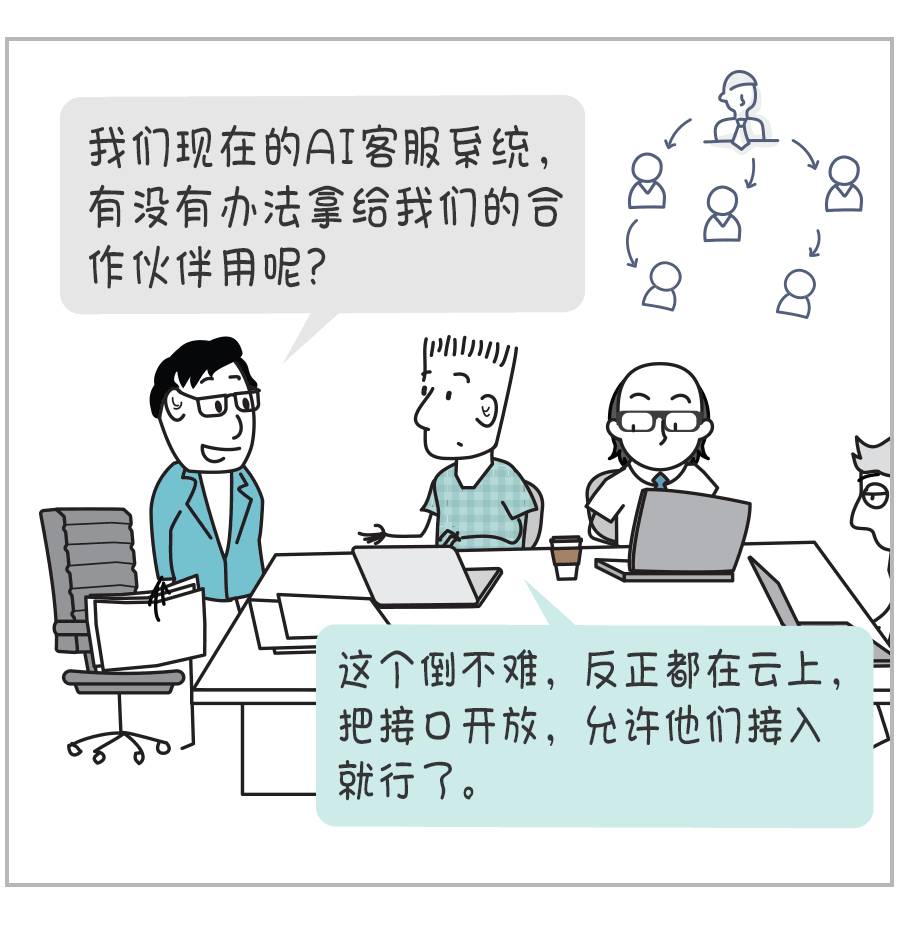 我们现在的AI客服系统，
有没有办法拿给我们的合
作伙伴用呢？
这个倒不难，反正都在云上，
把接口开放，允许他们接入
就行了。